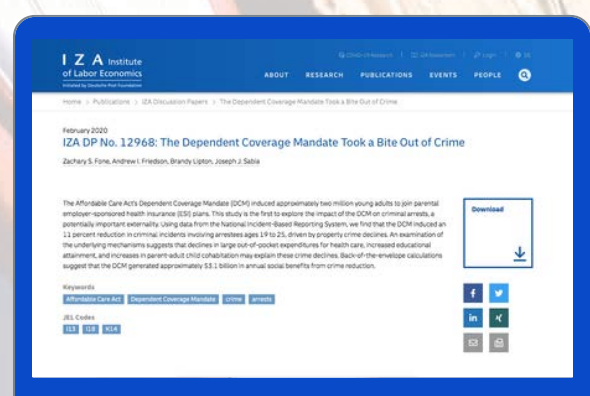 I Z A Institute
of Labor Economics
Initiated by Deutsche Post Foundation
ABOUT RESEARCH PUBLICATIONS EVENTS PEOPLE
Home > Publications > IZA Discussion Papers > The Dependent Coverage Mandate Took a Bite Out of Crime
February 2020
IZA DP No. 12968: The Dependent Coverage Mandate Took a Bite Out of Crime
Zachary S. Fone, Andrew I. Friedson, Brandy Lipton, Joseph J. Sabia
The Affordable Care Act's Dependent Coverage Mandate (DCM) induced approximately two million young adults to join parental
employer-sponsored health insurance (ESI) plans. This study is the first to explore the impact of the DCM on criminal arrests, a
potentially important externality. Using data from the National Incident-Based Reporting System, we find that the DCM induced an
11 percent reduction in criminal incidents involving arrestees ages 19 to 25, driven by property crime declines. An examination of
the underlying mechanisms suggests that declines in large out-of-pocket expenditures for health care, increased educational
attainment, and increases in parent-adult child cohabitation may explain these crime declines. Back-of-the-envelope calculations
suggest that the DCM generated approximately $3.1 billion in annual social benefits from crime reduction.
Download
Keywords
Affordable Care Act Dependent Coverage Mandate crime arrests
JEL Codes
I13 I18 K14